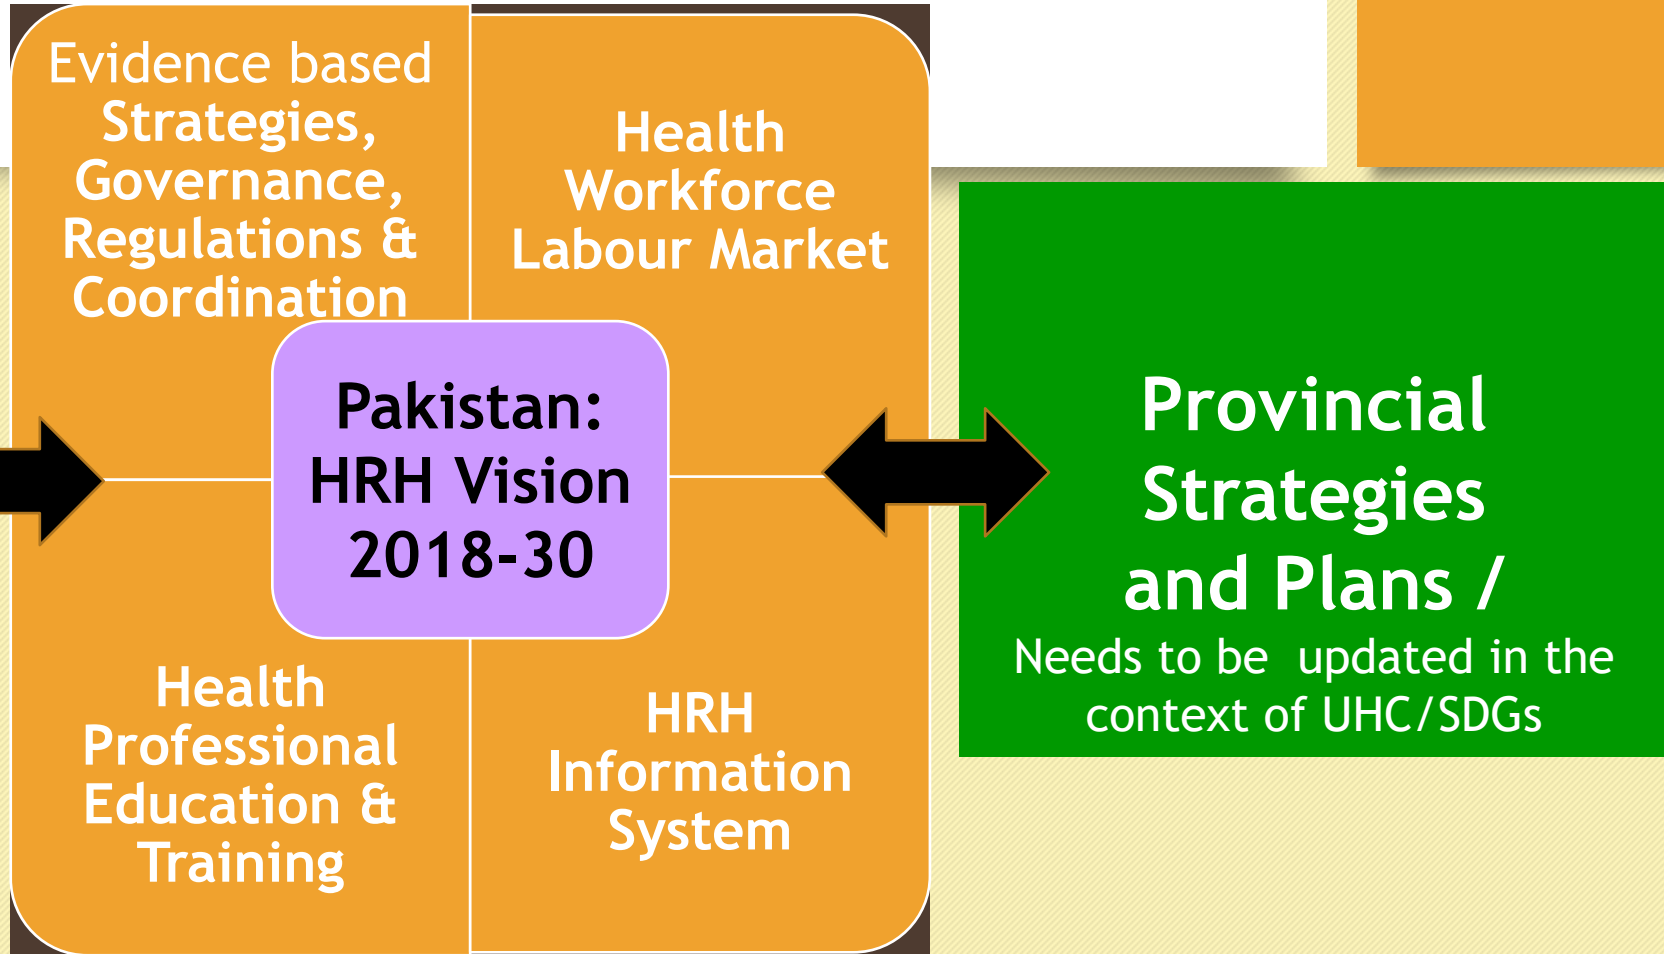 Evidence based
Strategies,
Governance,
Regulations &
Coordination
Health
Workforce
Labour Market
Pakistan:
HRH Vision
2018-30
Health
Professional
Education &
Training
HRH
Information
System
Provincial
Strategies
and Plans /
Needs to be  updated in the
context of UHC/SDGs